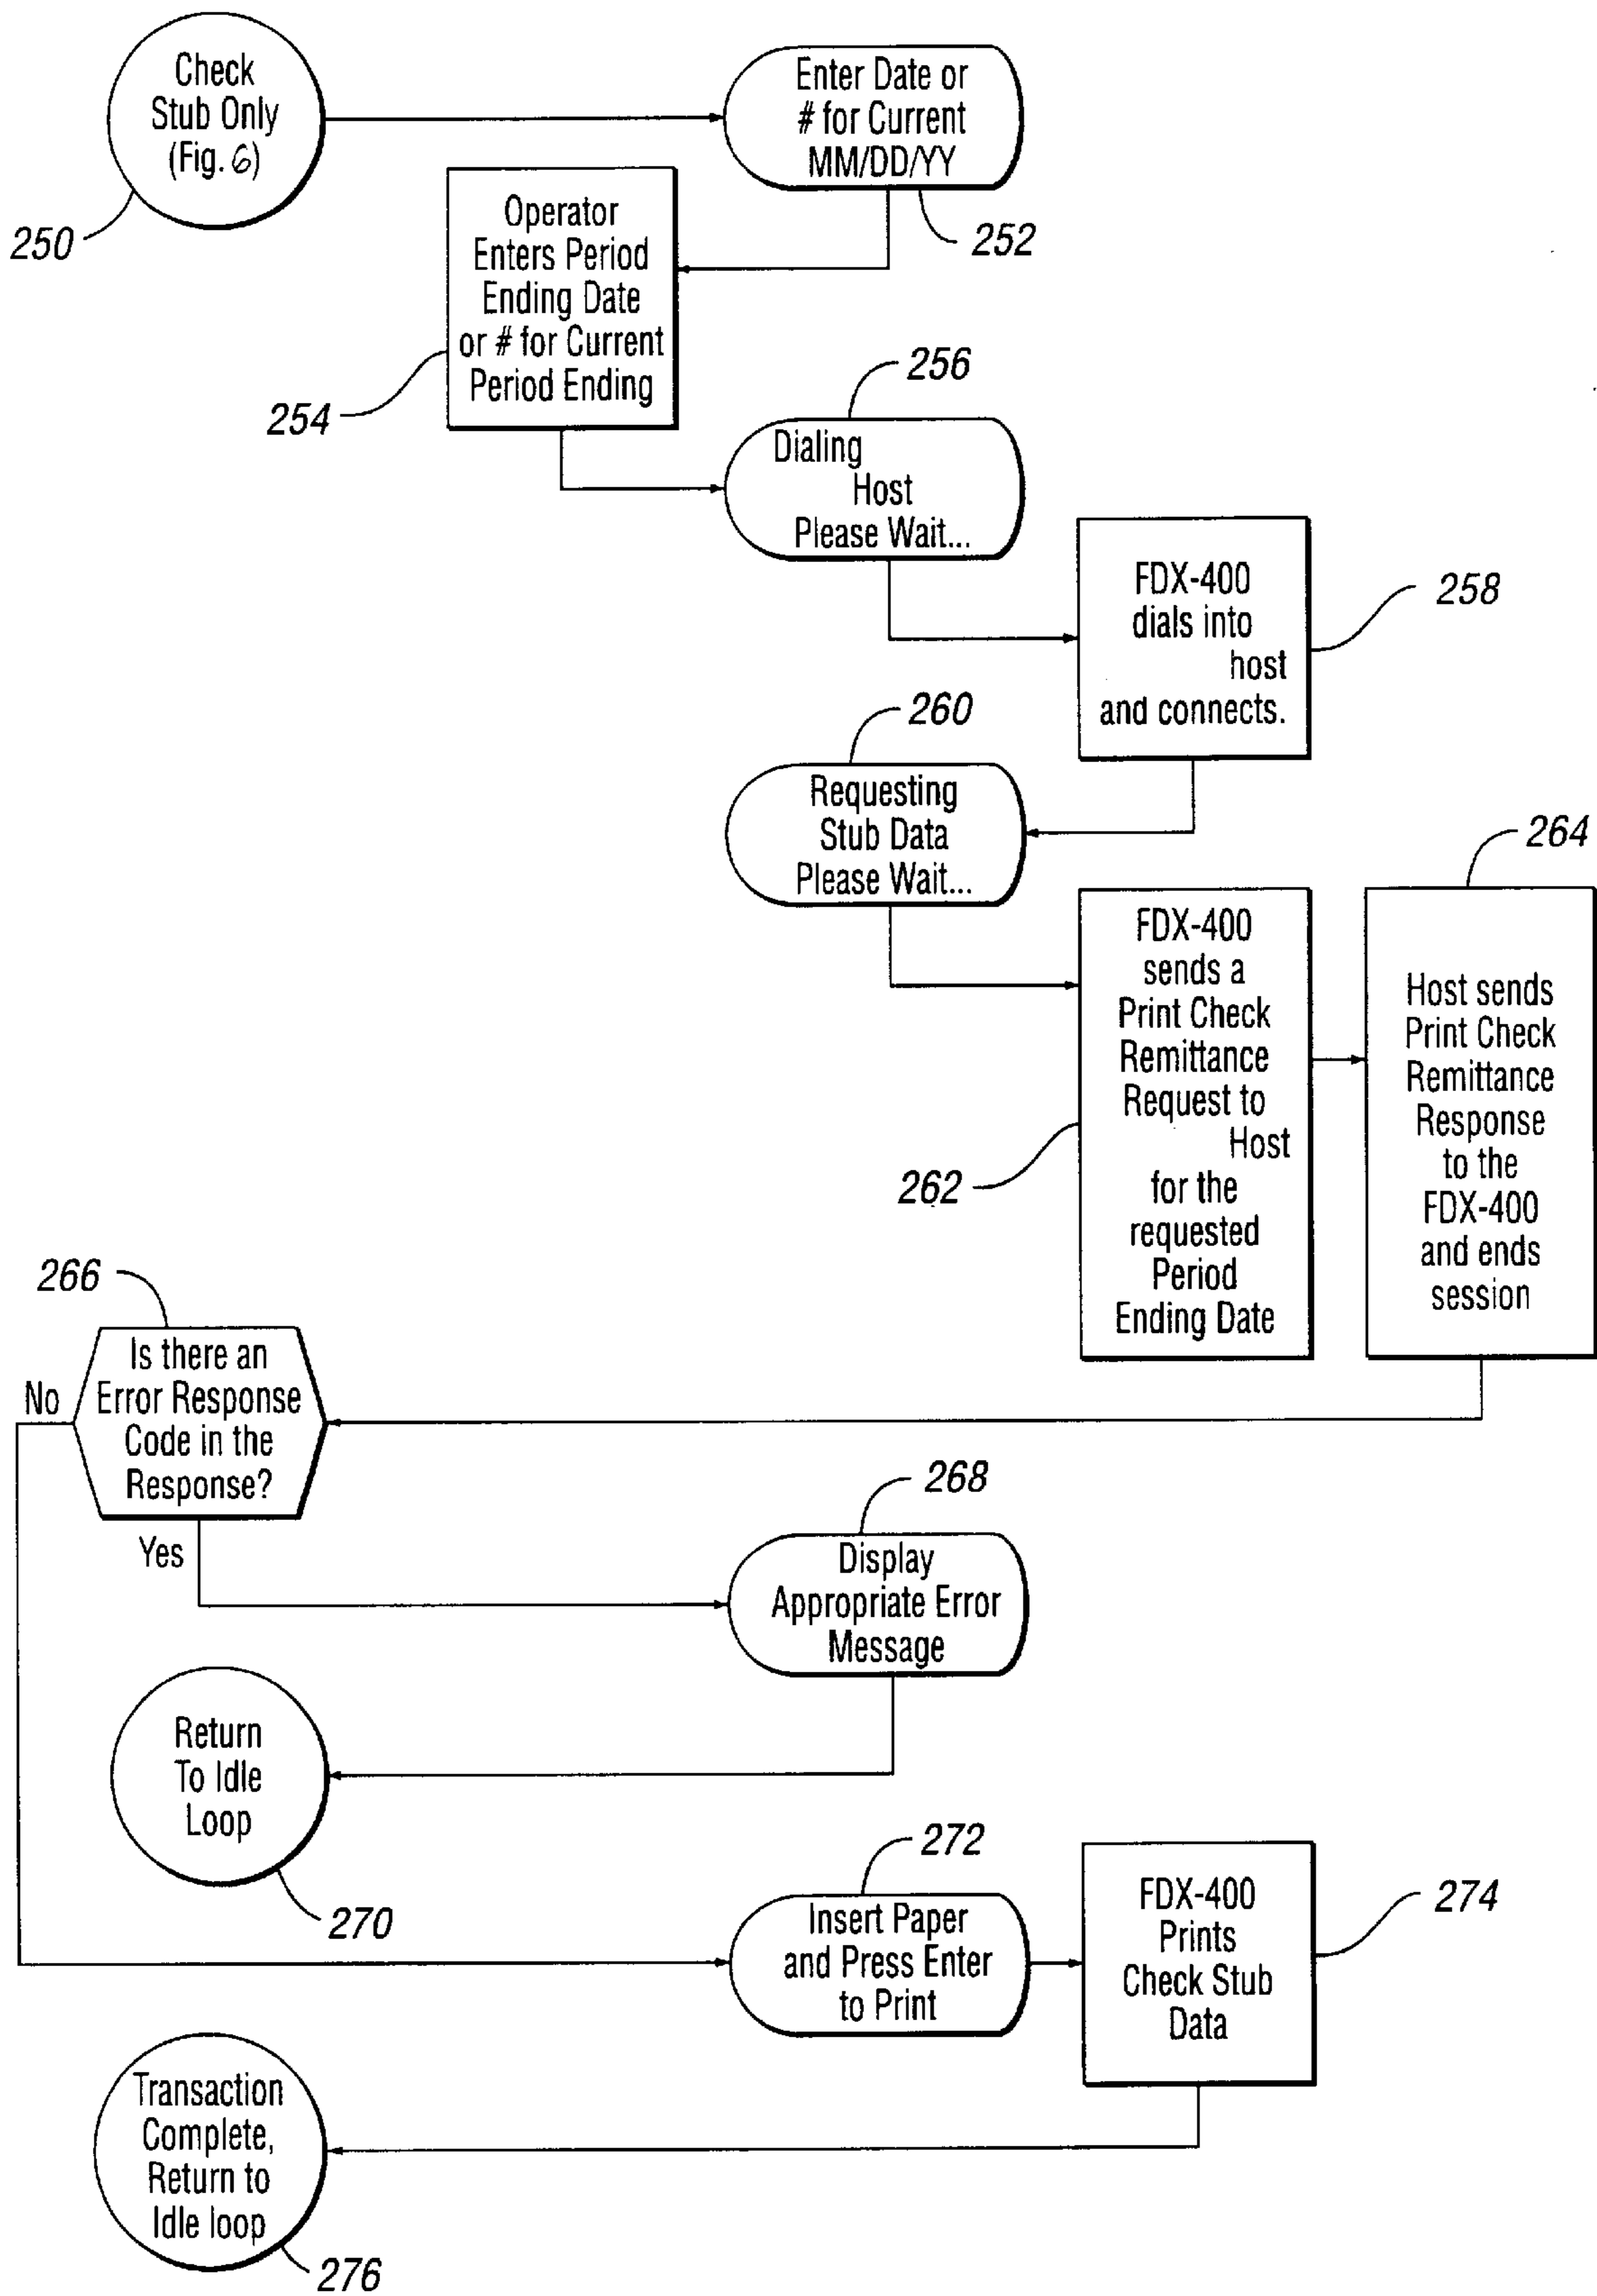 Check
Stub Only
(Fig. 6)
250
Enter Date or
# for Current
MM/DD/YY
252
Operator
Enters Period
Ending Date
or # for Current
Period Ending
254
256
Dialing
Host
Please Wait...
FDX-400
dials into
host
and connects.
258
260
Requesting
Stub Data
Please Wait...
FDX-400
sends a
Print Check
Remittance
Request to
Host
for the
requested
Period
Ending Date
262
264
Host sends
Print Check
Remittance
Response
to the
FDX-400
and ends
session
266
Is there an
Error Response
Code in the
Response?
No
Yes
268
Display
Appropriate Error
Message
Return
To Idle
Loop
270
272
Insert Paper
and Press Enter
to Print
FDX-400
Prints
Check Stub
Data
274
Transaction
Complete,
Return to
Idle loop
276